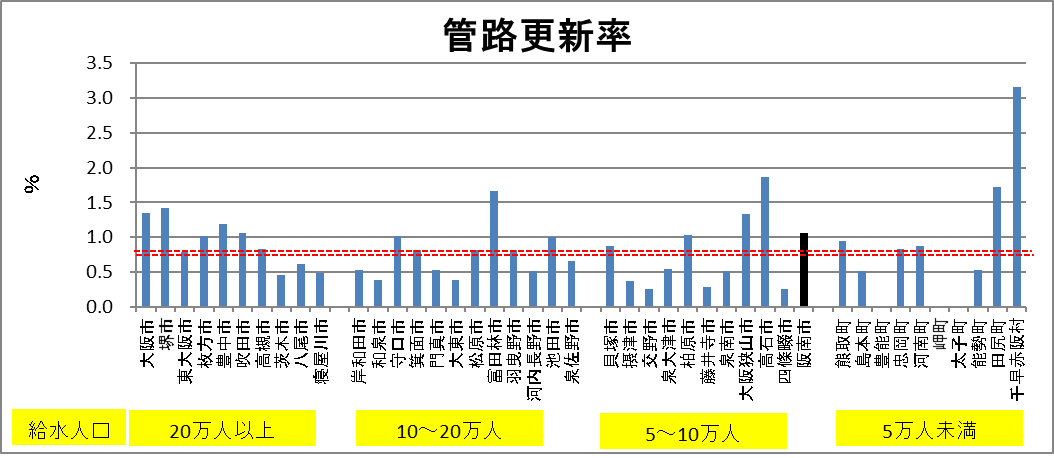 管路更新率
%
3.5
3.0
2.5
2.0
1.5
1.0
0.5
0.0
大阪市
堺市
東大阪市
枚方市
豊中市
吹田市
高槻市
茨木市
八尾市
寝屋川市
岸和田市
和泉市
守口市
箕面市
門真市
大東市
松原市
富田林市
羽曳野市
河内長野市
池田市
泉佐野市
貝塚市
摂津市
交野市
泉大津市
柏原市
藤井寺市
泉南市
大阪狭山市
高石市
四條畷市
阪南市
熊取町
島本町
豊能町
忠岡町
河南町
岬町
太子町
能勢町
田尻町
千早赤阪村
給水人口
20万人以上
10～20万人
5～10万人
5万人未満